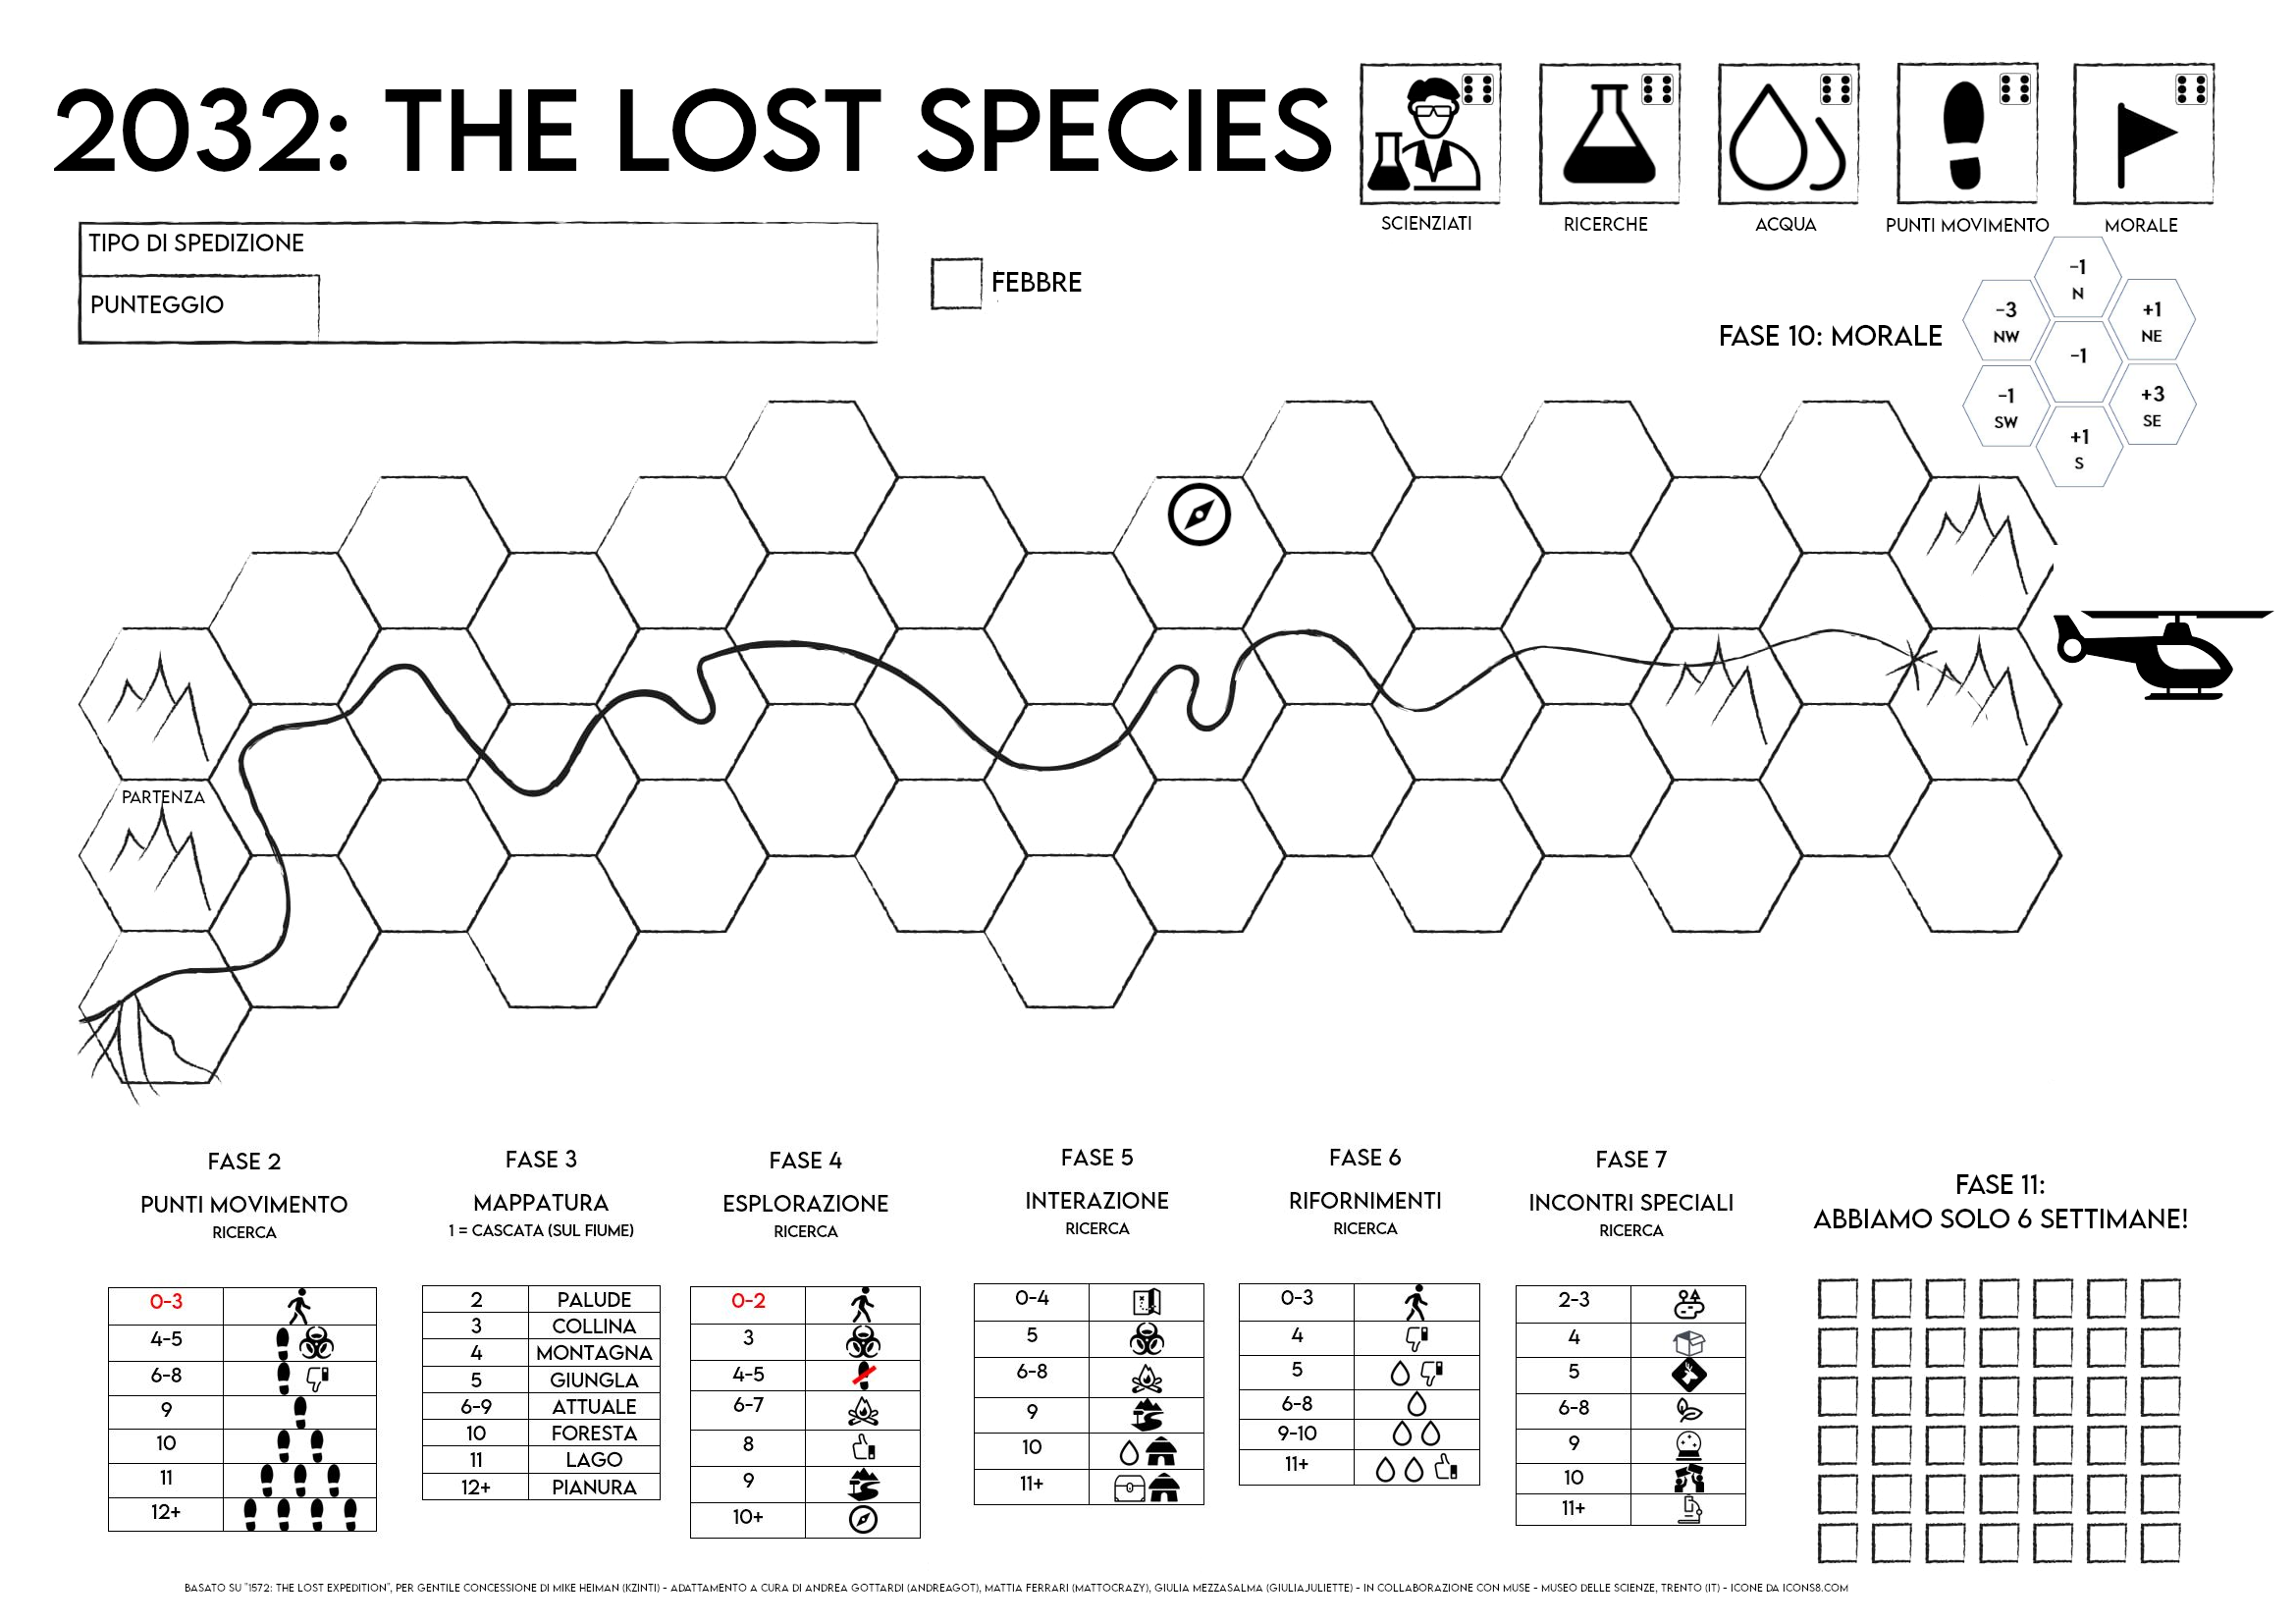 2032: THE LOST SPECIES
SCIENZIATI
RICERCHE
ACQUA
PUNTI MOVIMENTO
MORALE
TIPO DI SPEDIZIONE
PUNTEGGIO
FEBBRE
FASE 10: MORALE
-1
N
-3
NW
+1
NE
-1
-1
SW
+3
SE
+1
S
PARTENZA
FASE 2
PUNTI MOVIMENTO
RICERCA
0-3
4-5
6-8
9
10
11
12+
FASE 3
MAPPATURA
1 = CASCATA (SUL FIUME)
2 PALUDE
3 COLLINA
4 MONTAGNA
5 GIUNGLA
6-9 ATTUALE
10 FORESTA
11 LAGO
12+ PIANURA
FASE 4
ESPLORAZIONE
RICERCA
0-2
3
4-5
6-7
8
9
10+
FASE 5
INTERAZIONE
RICERCA
0-4
5
6-8
9
10
11+
FASE 6
RIFORNIMENTI
RICERCA
0-3
4
5
6-8
9-10
11+
FASE 7
INCONTRI SPECIALI
RICERCA
2-3
4
5
6-8
9
10
11+
FASE 11:
ABBIAMO SOLO 6 SETTIMANE!
BASATO SU "1572: THE LOST EXPEDITION", PER GENTILE CONCESSIONE DI MIKE HEIMAN (KZINTI) - ADATTAMENTO A CURA DI ANDREA GOTTARDI (ANDREAGOT), MATTIA FERRARI (MATTOCRAZY), GIULIA MEZZASALMA (GIULIAJULIETTE) - IN COLLABORAZIONE CON MUSE - MUSEO DELLE SCIENZE, TRENTO (IT) - ICONE DA ICONS8.COM